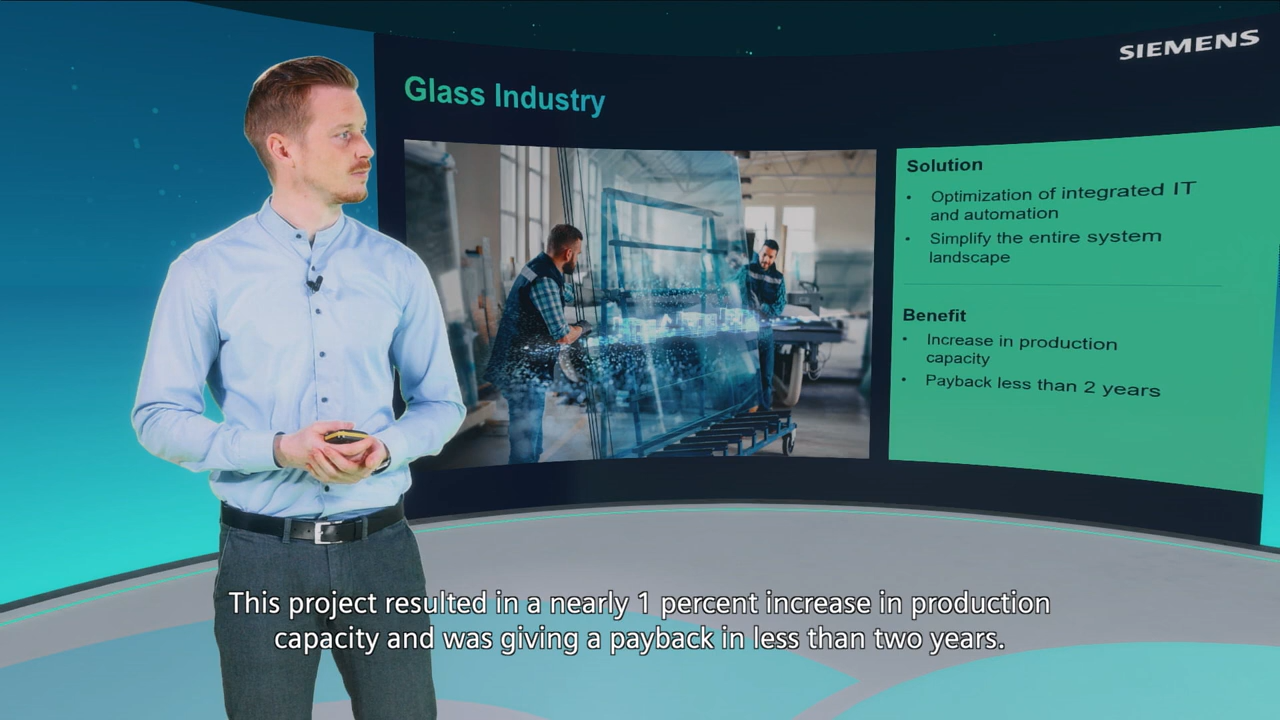 SIEMENS
Glass Industry
Solution
• Optimization of integrated IT
and automation
• Simplify the entire system
landscape
Benefit
• Increase in production
capacity
• Payback less than 2 years
This project resulted in a nearly 1 percent increase in production
capacity and was giving a payback in less than two years.